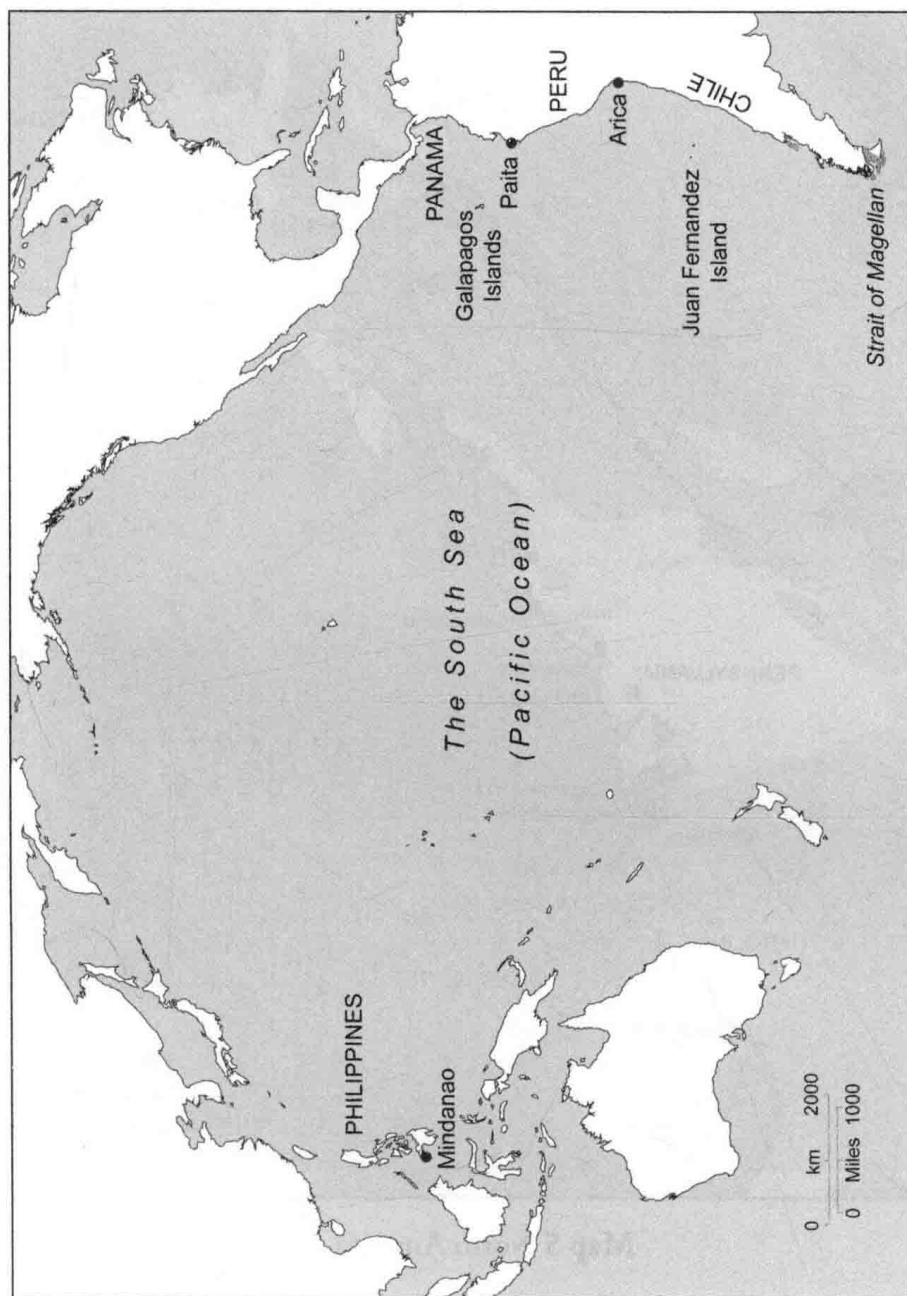 PHILIPPINES
Mindanao
The South Sea
(Pacific Ocean)
PANAMA
Galapagos
Islands
Paita
PERU
Arica
CHILE
Juan Fernandez
Island
Strait of Magellan
0 km 2000
0 Miles 1000
PENNSYLVANIA